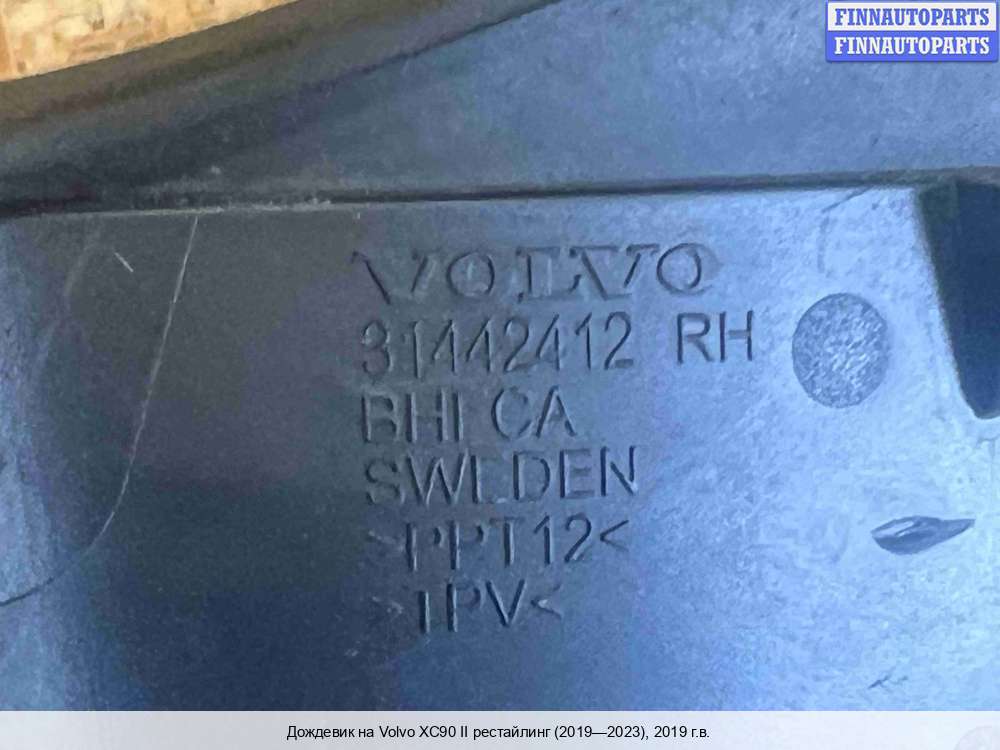 FINNAUTOPARTS
FINNAUTOPARTS
VOLVO
31442412 RH
BHI CA
SWEDEN
>PPT12<
>TPV<
Дождевик на Volvo XC90 II рестайлинг (2019—2023), 2019 г.в.